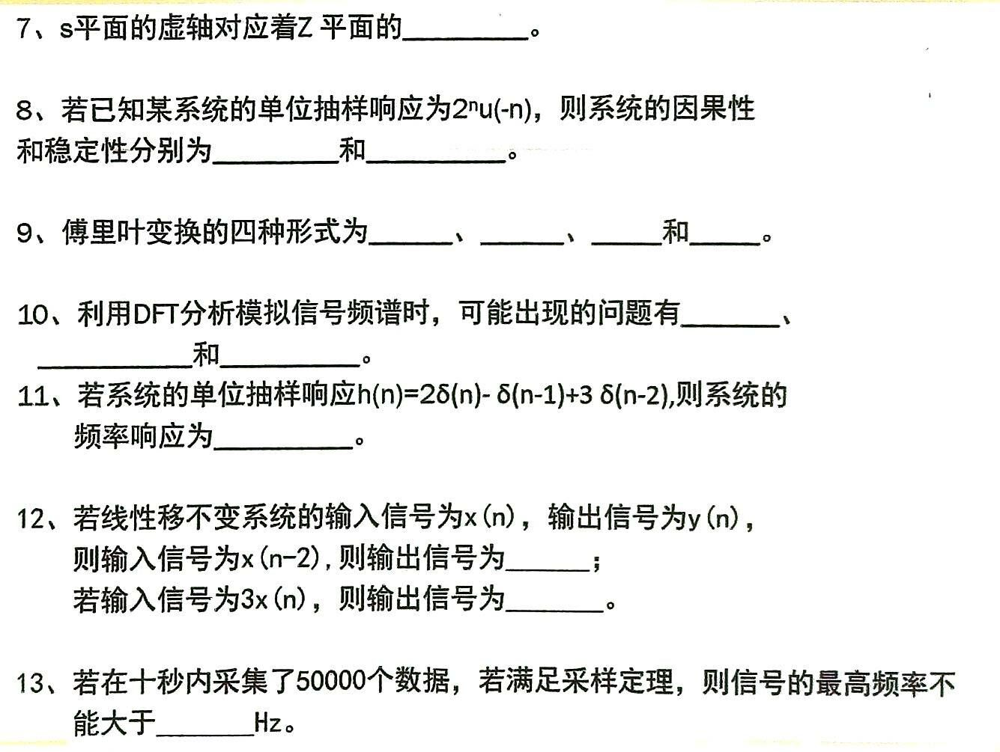 7、s平面的虚轴对应着Z 平面的_________。
8、若已知某系统的单位抽样响应为2ⁿu(-n)，则系统的因果性
和稳定性分别为_________和__________。
9、傅里叶变换的四种形式为______、______、_____和_____。
10、利用DFT分析模拟信号频谱时，可能出现的问题有_______、
___________和__________。
11、若系统的单位抽样响应h(n)=2δ(n)- δ(n-1)+3 δ(n-2),则系统的
频率响应为__________。
12、若线性移不变系统的输入信号为x(n)，输出信号为y(n)，
则输入信号为x(n-2),则输出信号为______；
若输入信号为3x(n)，则输出信号为_______。
13、若在十秒内采集了50000个数据，若满足采样定理，则信号的最高频率不
能大于_______Hz。